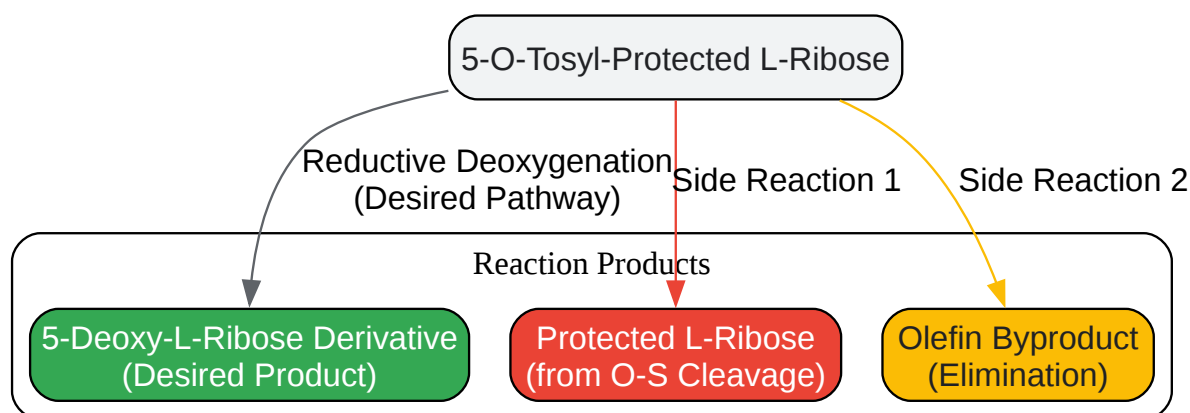 5-O-Tosyl-Protected L-Ribose
Reductive Deoxygenation
(Desired Pathway)
Side Reaction 1
Side Reaction 2
Reaction Products
5-Deoxy-L-Ribose Derivative
(Desired Product)
Protected L-Ribose
(from O-S Cleavage)
Olefin Byproduct
(Elimination)